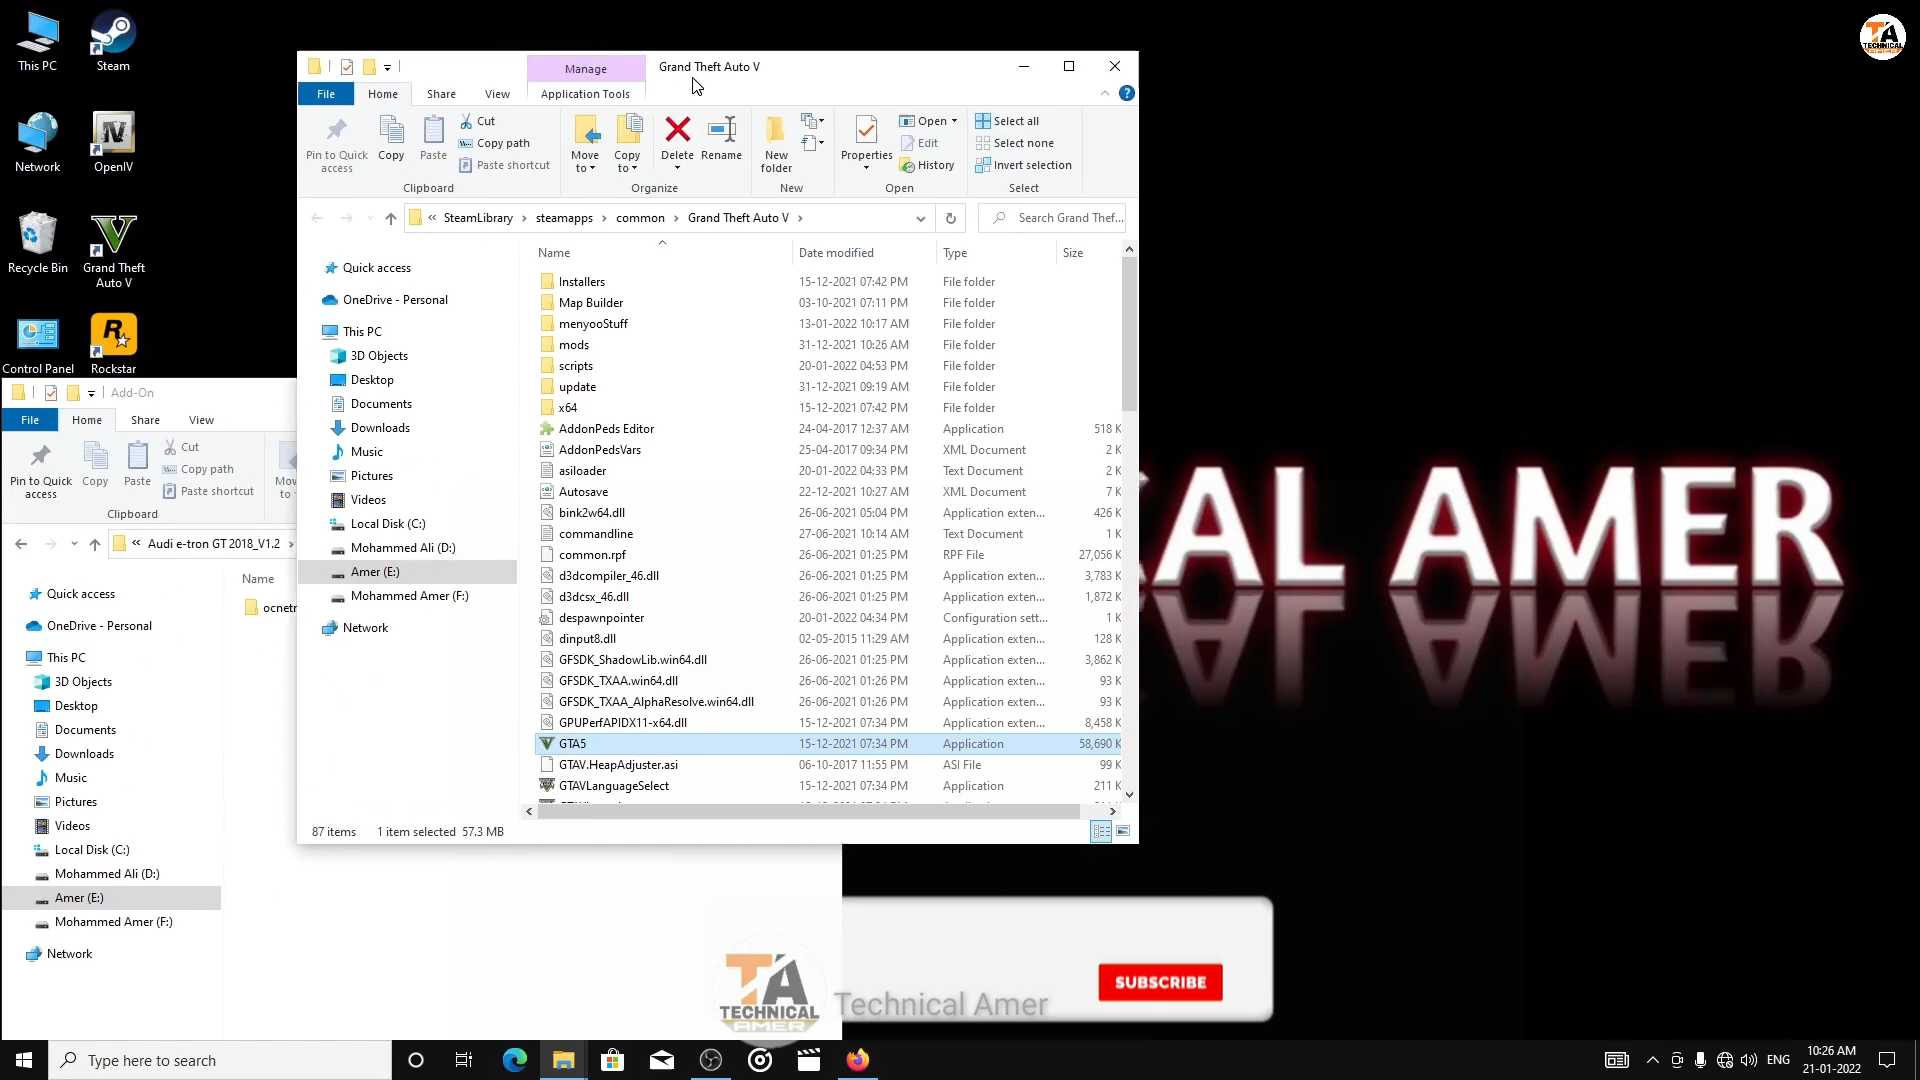 This PC
Steam
Network
OpenIV
Recycle Bin
Grand Theft Auto V
Control Panel
Rockstar
TA
TECHNICAL AMER
Manage
Grand Theft Auto V
File
Home
Share
View
Application Tools
Pin to Quick access
Copy
Paste
Cut
Copy path
Paste shortcut
Clipboard
Move to
Copy to
Delete
Rename
Organize
New folder
New
Properties
Open
Edit
History
Open
Select all
Select none
Invert selection
Select
« SteamLibrary › steamapps › common › Grand Theft Auto V ›
Search Grand Thef...
Quick access
OneDrive - Personal
This PC
3D Objects
Desktop
Documents
Downloads
Music
Pictures
Videos
Local Disk (C:)
Mohammed Ali (D:)
Amer (E:)
Mohammed Amer (F:)
Network
Name Date modified Type Size
Installers 15-12-2021 07:42 PM File folder
Map Builder 03-10-2021 07:11 PM File folder
menyooStuff 13-01-2022 10:17 AM File folder
mods 31-12-2021 10:26 AM File folder
scripts 20-01-2022 04:53 PM File folder
update 31-12-2021 09:19 AM File folder
x64 15-12-2021 07:42 PM File folder
AddonPeds Editor 24-04-2017 12:37 AM Application 518 K
AddonPedsVars 25-04-2017 09:34 PM XML Document 2 K
asiloader 20-01-2022 04:33 PM Text Document 2 K
Autosave 22-12-2021 10:27 AM XML Document 7 K
bink2w64.dll 26-06-2021 05:04 PM Application exten... 426 K
commandline 27-06-2021 10:14 AM Text Document 1 K
common.rpf 26-06-2021 01:25 PM RPF File 27,056 K
d3dcompiler_46.dll 26-06-2021 01:25 PM Application exten... 3,783 K
d3dcsx_46.dll 26-06-2021 01:25 PM Application exten... 1,872 K
despawnpointer 20-01-2022 04:34 PM Configuration sett... 1 K
dinput8.dll 02-05-2015 11:29 AM Application exten... 128 K
GFSDK_ShadowLib.win64.dll 26-06-2021 01:25 PM Application exten... 3,862 K
GFSDK_TXAA.win64.dll 26-06-2021 01:26 PM Application exten... 93 K
GFSDK_TXAA_AlphaResolve.win64.dll 26-06-2021 01:26 PM Application exten... 93 K
GPUPerfAPIDX11-x64.dll 15-12-2021 07:34 PM Application exten... 8,458 K
GTA5 15-12-2021 07:34 PM Application 58,690 K
GTAV.HeapAdjuster.asi 06-10-2017 11:55 PM ASI File 99 K
GTAVLanguageSelect 15-12-2021 07:34 PM Application 211 K
87 items 1 item selected 57.3 MB
Add-On
File
Home
Share
View
Pin to Quick access
Copy
Paste
Cut
Copy path
Paste shortcut
Clipboard
« Audi e-tron GT 2018_V1.2 ›
Name
ocnetr
Quick access
OneDrive - Personal
This PC
3D Objects
Desktop
Documents
Downloads
Music
Pictures
Videos
Local Disk (C:)
Mohammed Ali (D:)
Amer (E:)
Mohammed Amer (F:)
Network
CAL AMER
TA
TECHNICAL
AMER
Technical Amer
SUBSCRIBE
Type here to search
ENG
10:26 AM
21-01-2022